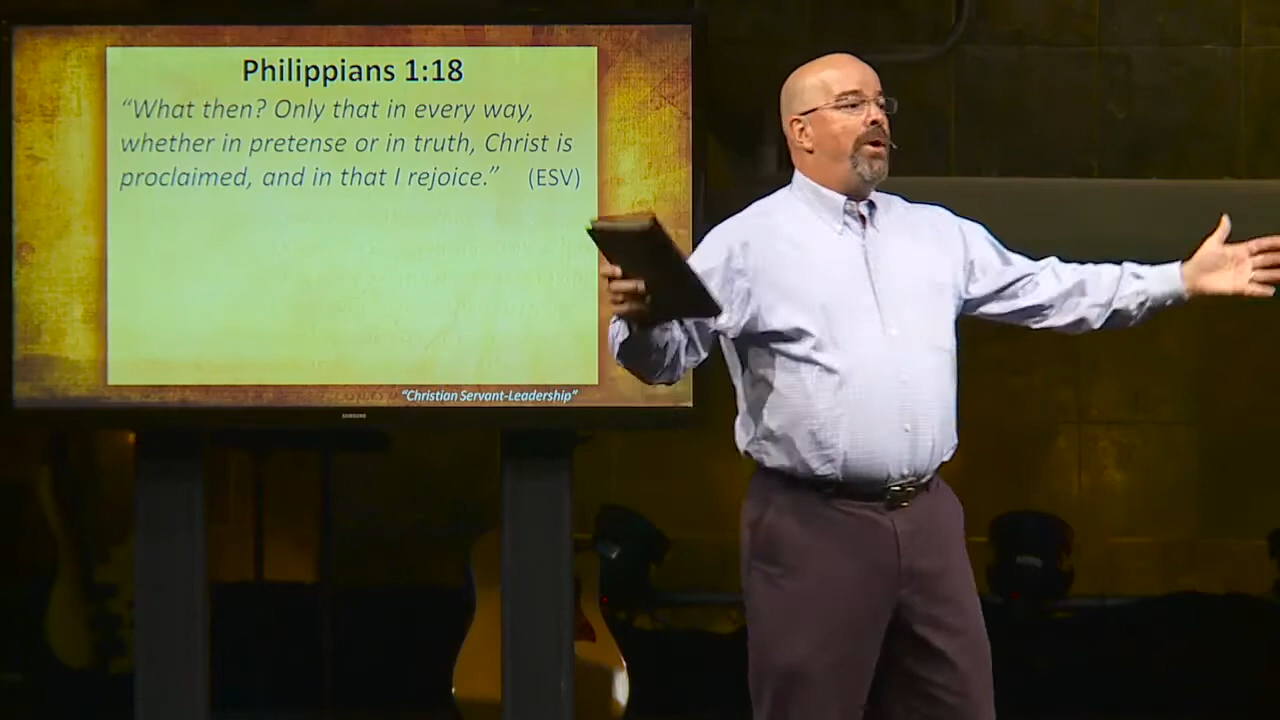 Philippians 1:18
“What then? Only that in every way,
whether in pretense or in truth, Christ is
proclaimed, and in that I rejoice.” (ESV)
“Christian Servant-Leadership”
SAMSUNG